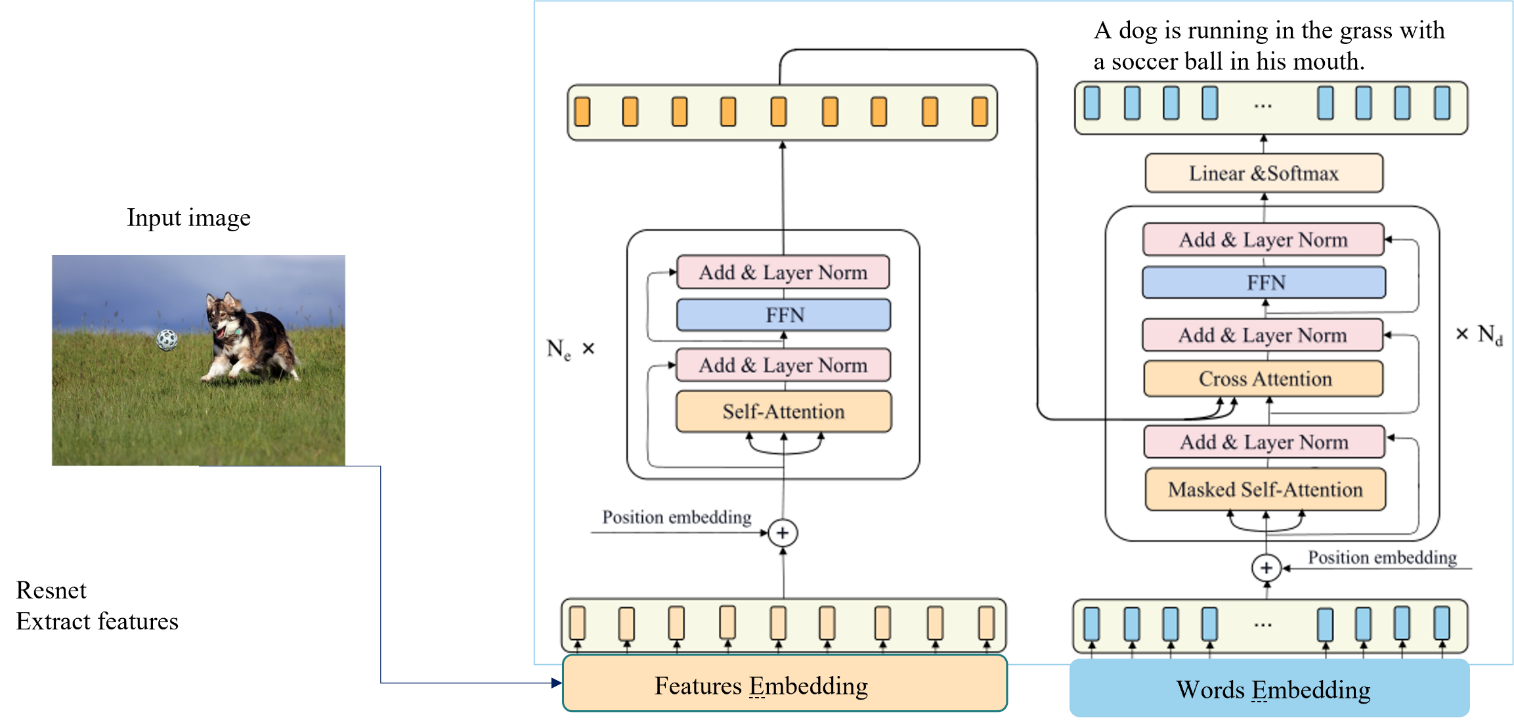 Input image
Resnet
Extract features
Add & Layer Norm
FFN
Add & Layer Norm
Self-Attention
Nₑ ×
Position embedding
+
Features Embedding
A dog is running in the grass with
a soccer ball in his mouth.
...
Linear &Softmax
Add & Layer Norm
FFN
Add & Layer Norm
Cross Attention
Add & Layer Norm
Masked Self-Attention
× Nd
Position embedding
+
...
Words Embedding